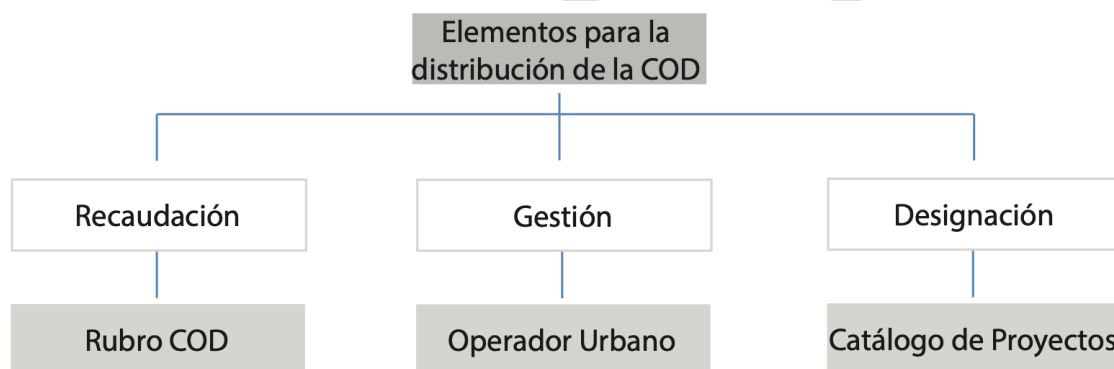 Elementos para la
distribución de la COD
Recaudación
Gestión
Designación
Rubro COD
Operador Urbano
Catálogo de Proyectos